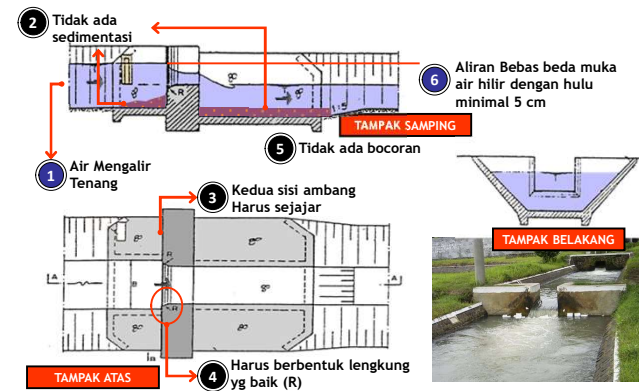 2 Tidak ada
sedimentasi
6 Aliran Bebas beda muka
air hilir dengan hulu
minimal 5 cm
R
1:5
TAMPAK SAMPING
5 Tidak ada bocoran
1 Air Mengalir
Tenang
3 Kedua sisi ambang
Harus sejajar
TAMPAK BELAKANG
R
A
B
A
R
B
TAMPAK ATAS
4 Harus berbentuk lengkung
yg baik (R)